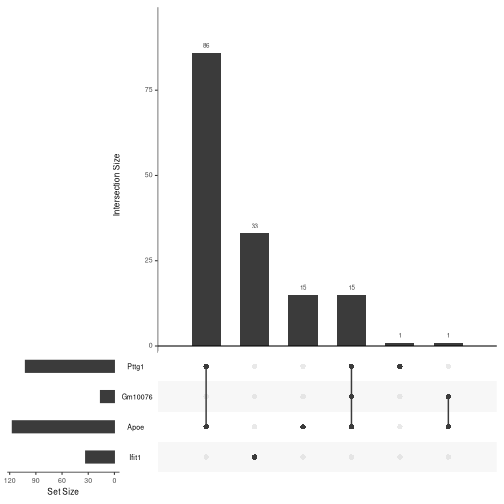 86
33
15
15
1
1
75
50
25
0
Intersection Size
Pttg1
Gm10076
Apoe
Ifit1
120 90 60 30 0
Set Size